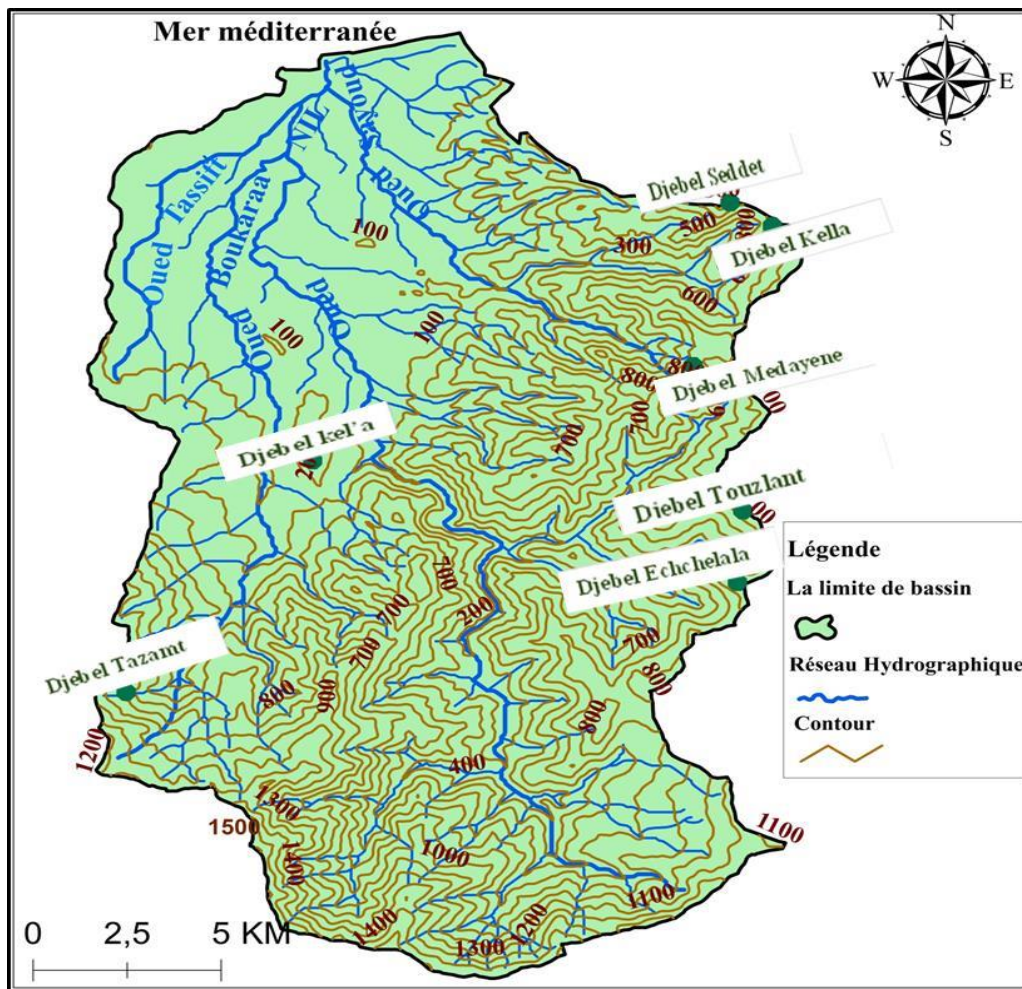 Mer méditerranée
N
W E
S
Oued Sayoud
NIL
Oued Tassift
Oued Boukaraa
Oued
100
100
100
Djebel Seddet
500
300
Djebel Kella
600
800
Djebel Medayene
700
700
Djebel kel'a
Djebel Touzlant
Djebel Echchelala
700
200
700
700
700
800
800
900
800
Djebel Tazamt
1200
400
1300
1500
1400
1000
1100
1100
1200
1400
1300
Légende
La limite de bassin
Réseau Hydrographique
Contour
0 2,5 5 KM